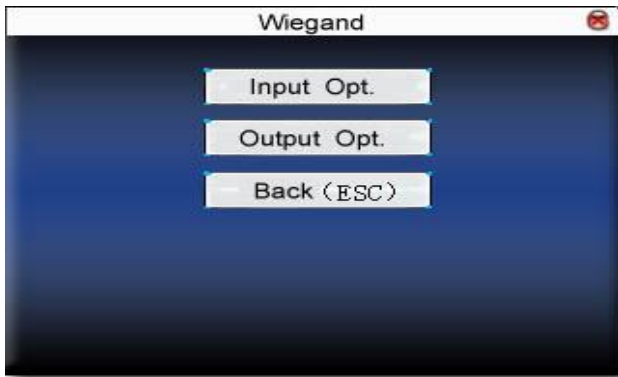 Wiegand
Input Opt.
Output Opt.
Back（ESC）